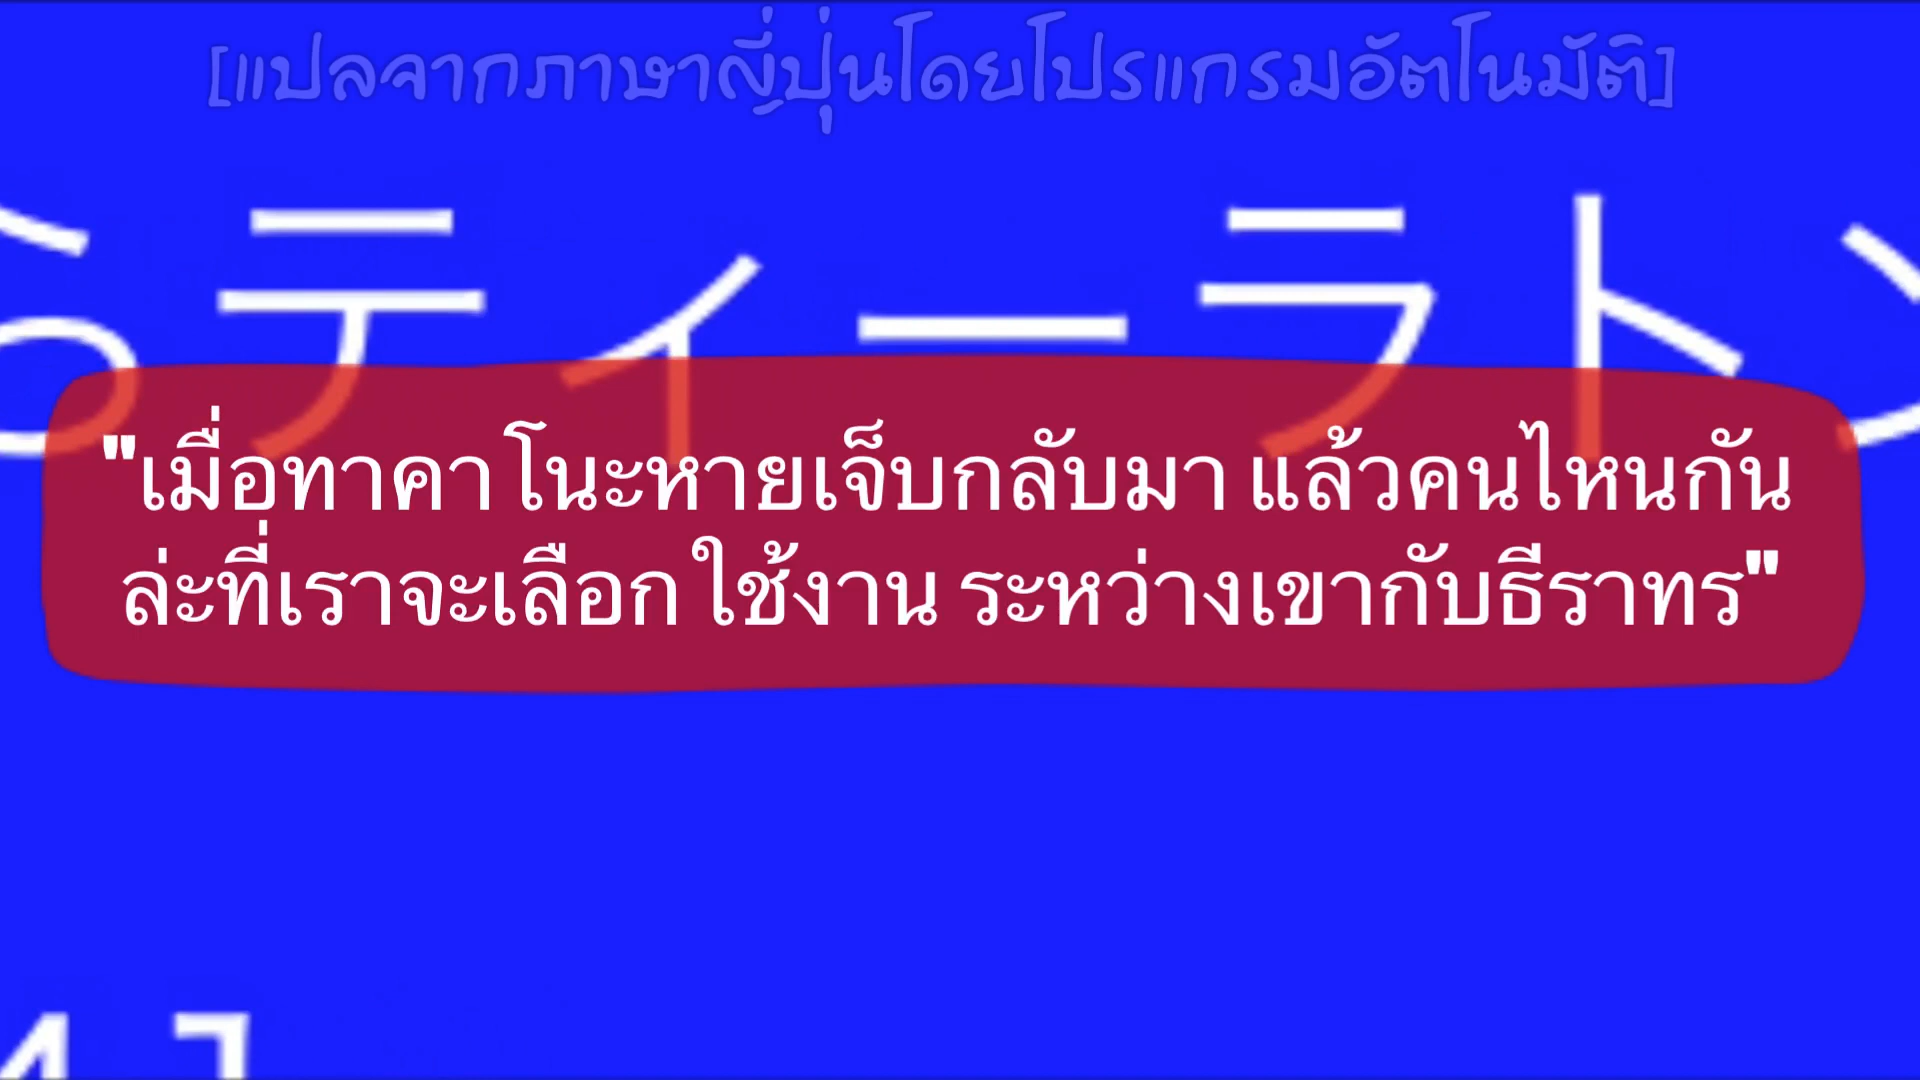 [แปลจากภาษาญี่ปุ่นโดยโปรแกรมอัตโนมัติ]
らティーラトン
"เมื่อทาคาโนะหายเจ็บกลับมา แล้วคนไหนกัน
ล่ะที่เราจะเลือกใช้งาน ระหว่างเขากับธีราทร"